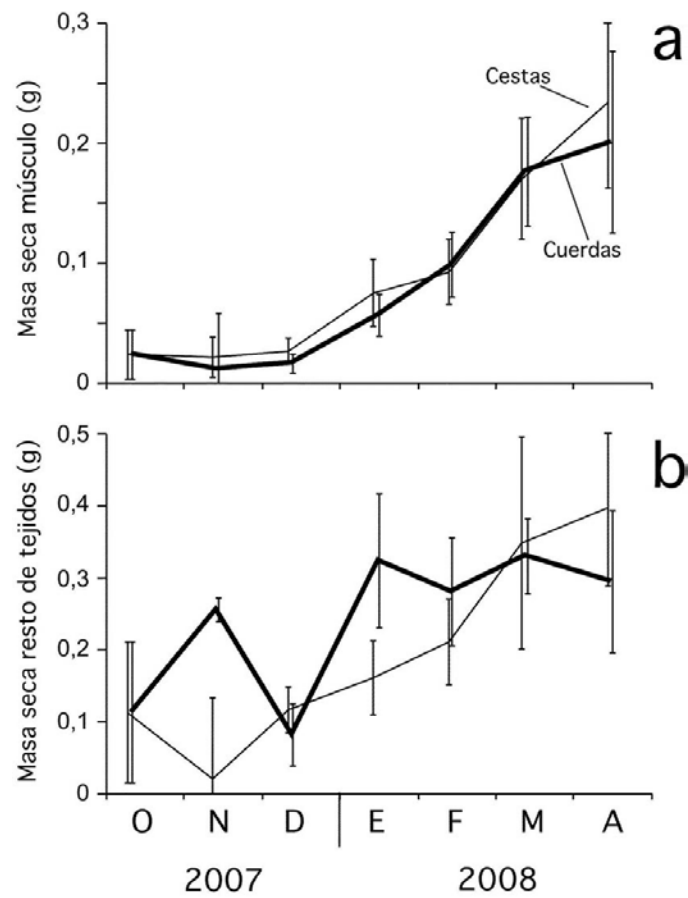 a
Masa seca músculo (g)
0,3
0,2
0,1
0
Cestas
Cuerdas
b
Masa seca resto de tejidos (g)
0,5
0,4
0,3
0,2
0,1
0
O N D E F M A
2007 2008